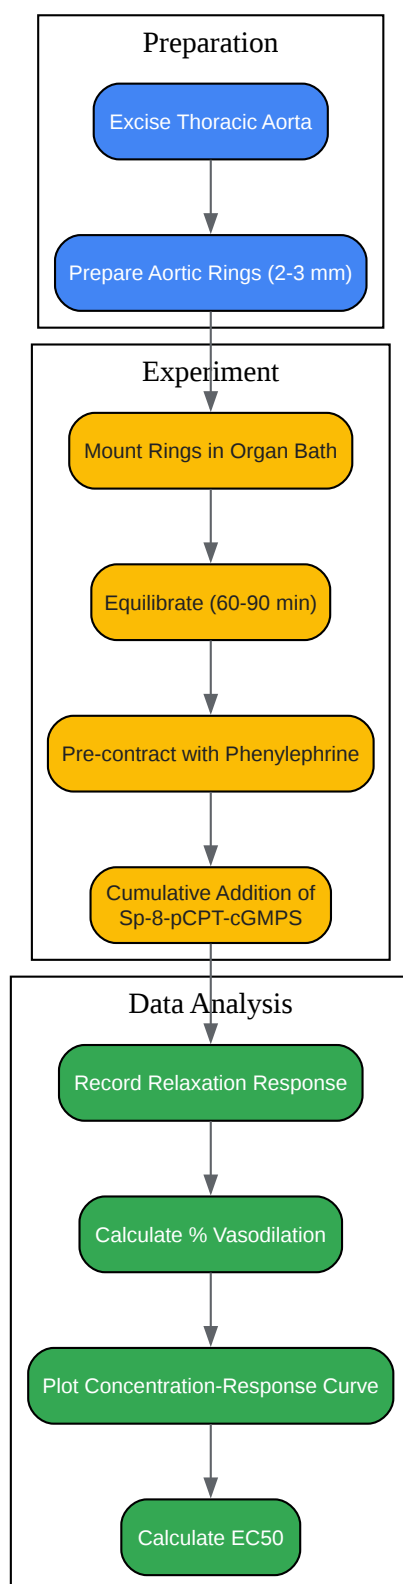 Preparation
Excise Thoracic Aorta
Prepare Aortic Rings (2-3 mm)
Experiment
Mount Rings in Organ Bath
Equilibrate (60-90 min)
Pre-contract with Phenylephrine
Cumulative Addition of
Sp-8-pCPT-cGMPS
Data Analysis
Record Relaxation Response
Calculate % Vasodilation
Plot Concentration-Response Curve
Calculate EC50